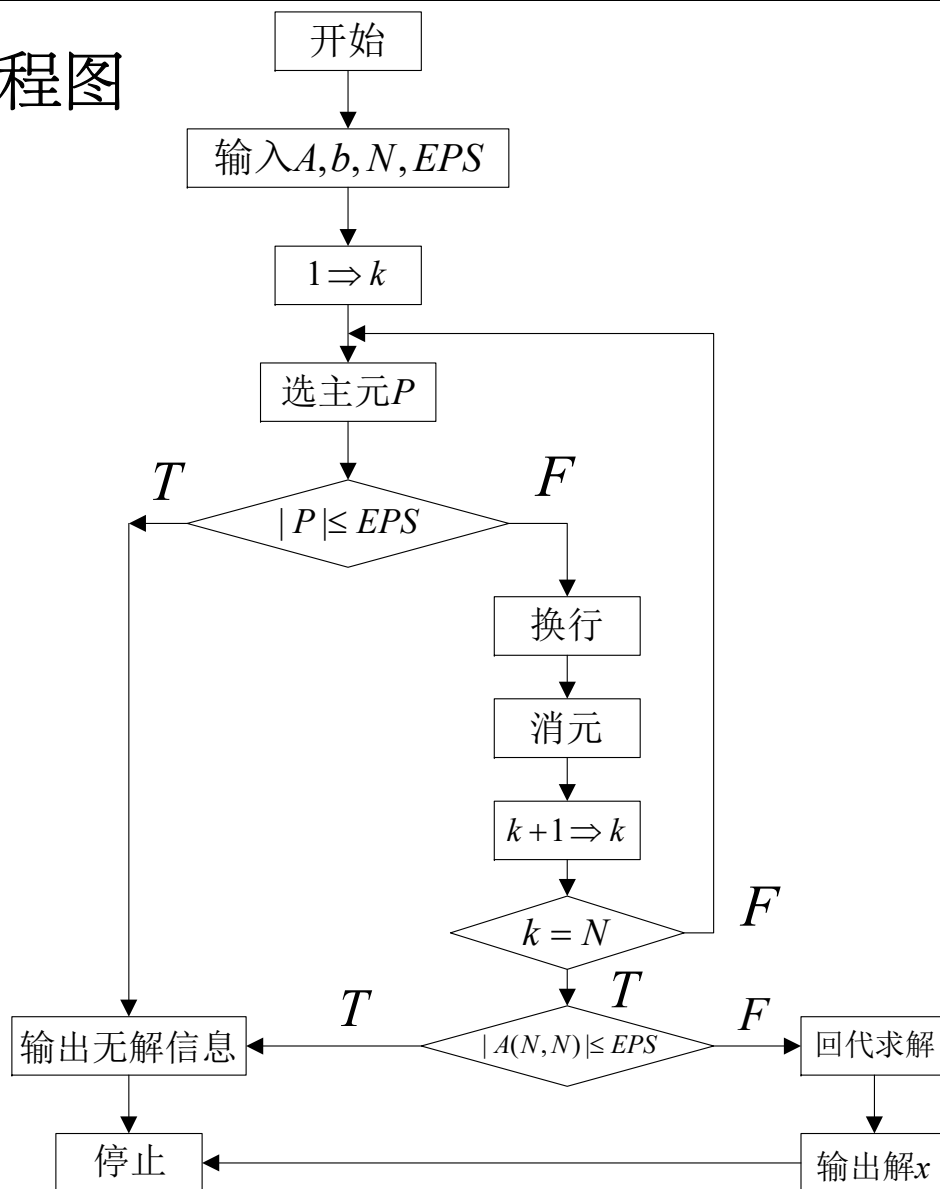 开始
程图
输入A,b,N,EPS
1⇒k
选主元P
T
F
|P|≤EPS
换行
消元
k+1⇒k
k=N
F
T
T
F
输出无解信息
|A(N,N)|≤EPS
回代求解
停止
输出解x